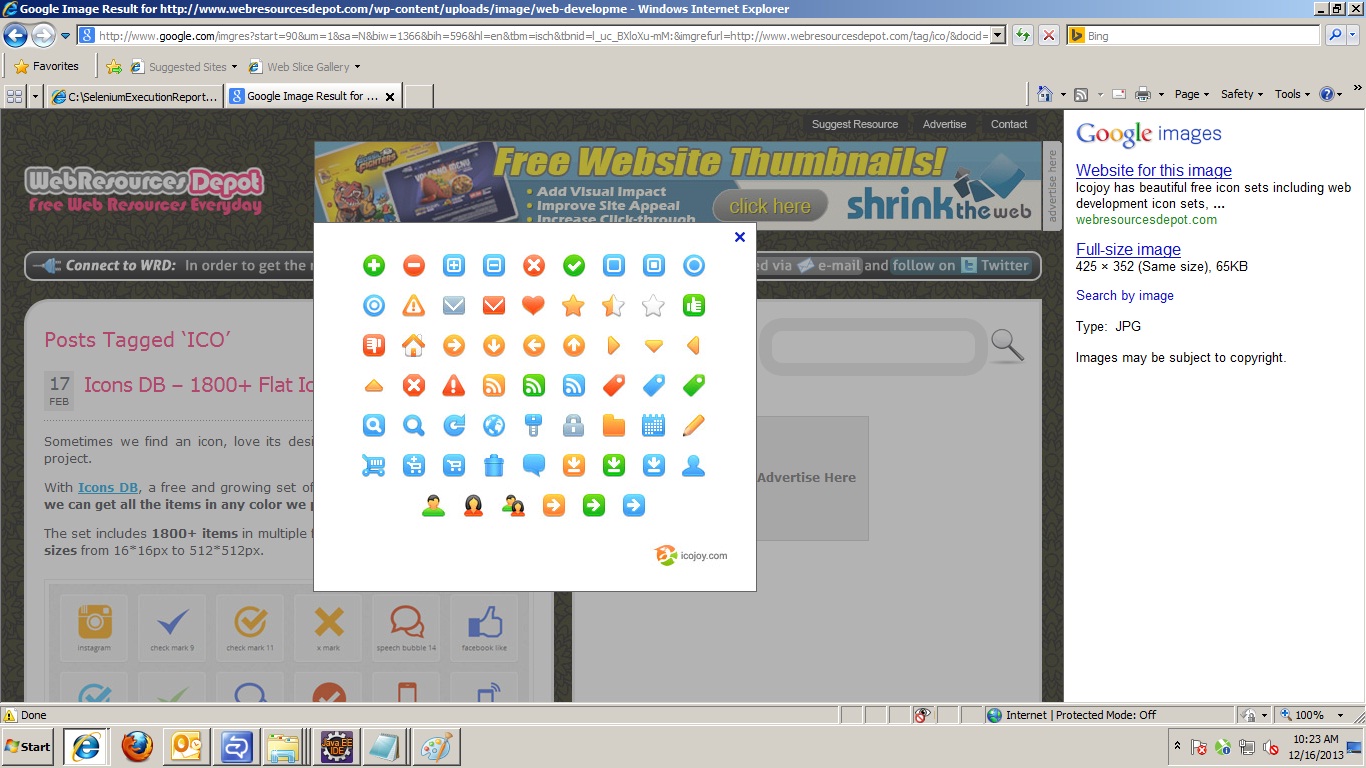 Google Image Result for http://www.webresourcesdepot.com/wp-content/uploads/image/web-developme - Windows Internet Explorer
http://www.google.com/imgres?start=90&um=1&sa=N&biw=1366&bih=596&hl=en&tbm=isch&tbnid=l_uc_BXloXu-mM:&imgrefurl=http://www.webresourcesdepot.com/tag/ico/&docid=
Bing
Favorites
Suggested Sites
Web Slice Gallery
C:\SeleniumExecutionReport...
Google Image Result for ...
Page
Safety
Tools
Suggest Resource
Advertise
Contact
WebResources Depot
Free Web Resources Everyday
Free Website Thumbnails!
• Add Visual Impact
• Improve Site Appeal
• Increase Click-through
click here
shrink the web
advertise here
Connect to WRD: In order to get the
ed via e-mail and follow on Twitter
Posts Tagged ‘ICO’
17
FEB
Icons DB – 1800+ Flat Ic
Sometimes we find an icon, love its desi
project.
With Icons DB, a free and growing set of
we can get all the items in any color we
The set includes 1800+ items in multiple
sizes from 16*16px to 512*512px.
instagram
check mark 9
check mark 11
x mark
speech bubble 14
facebook like
icojoy.com
Advertise Here
Google images
Website for this image
Icojoy has beautiful free icon sets including web
development icon sets, ...
webresourcesdepot.com
Full-size image
425 × 352 (Same size), 65KB
Search by image
Type: JPG
Images may be subject to copyright.
Done
Internet | Protected Mode: Off
100%
Start
Java EE
IDE
10:23 AM
12/16/2013